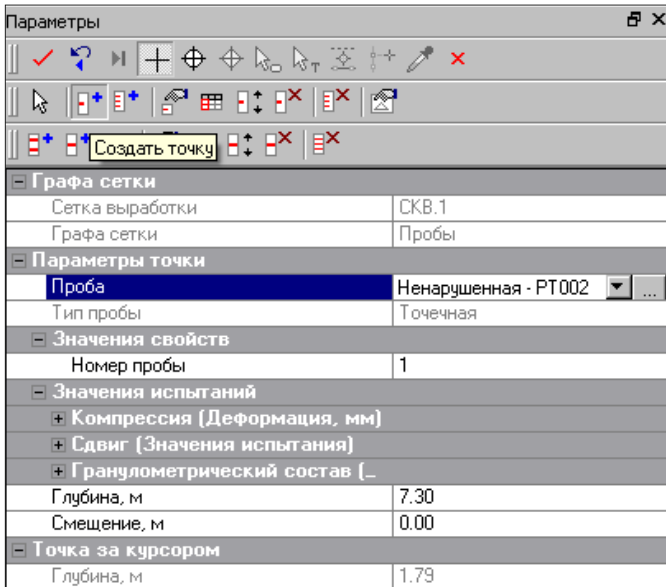 Параметры
Создать точку
Графа сетки
Сетка выработки СКВ.1
Графа сетки Пробы
Параметры точки
Проба Ненарушенная - РТ002 ...
Тип пробы Точечная
Значения свойств
Номер пробы 1
Значения испытаний
Компрессия (Деформация, мм)
Сдвиг (Значения испытания)
Гранулометрический состав (_
Глубина, м 7.30
Смещение, м 0.00
Точка за курсором
Глубина, м 1.79